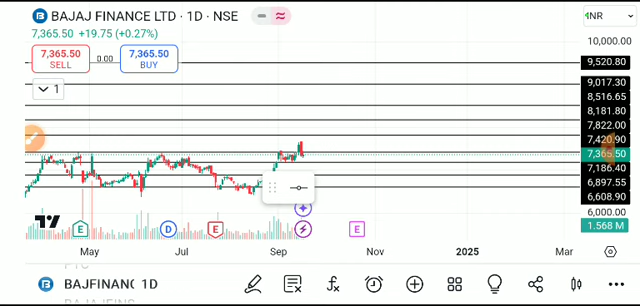 BAJAJ FINANCE LTD · 1D · NSE
INR
7,365.50 +19.75 (+0.27%)
7,365.50
SELL
0.00
7,365.50
BUY
1
10,000.00
9,520.80
9,017.30
8,516.65
8,181.80
7,822.00
7,420.90
7,365.50
7,186.40
6,897.55
6,608.90
6,000.00
1.568 M
E
D
E
E
May
Jul
Sep
Nov
2025
Mar
BAJFINANC 1D